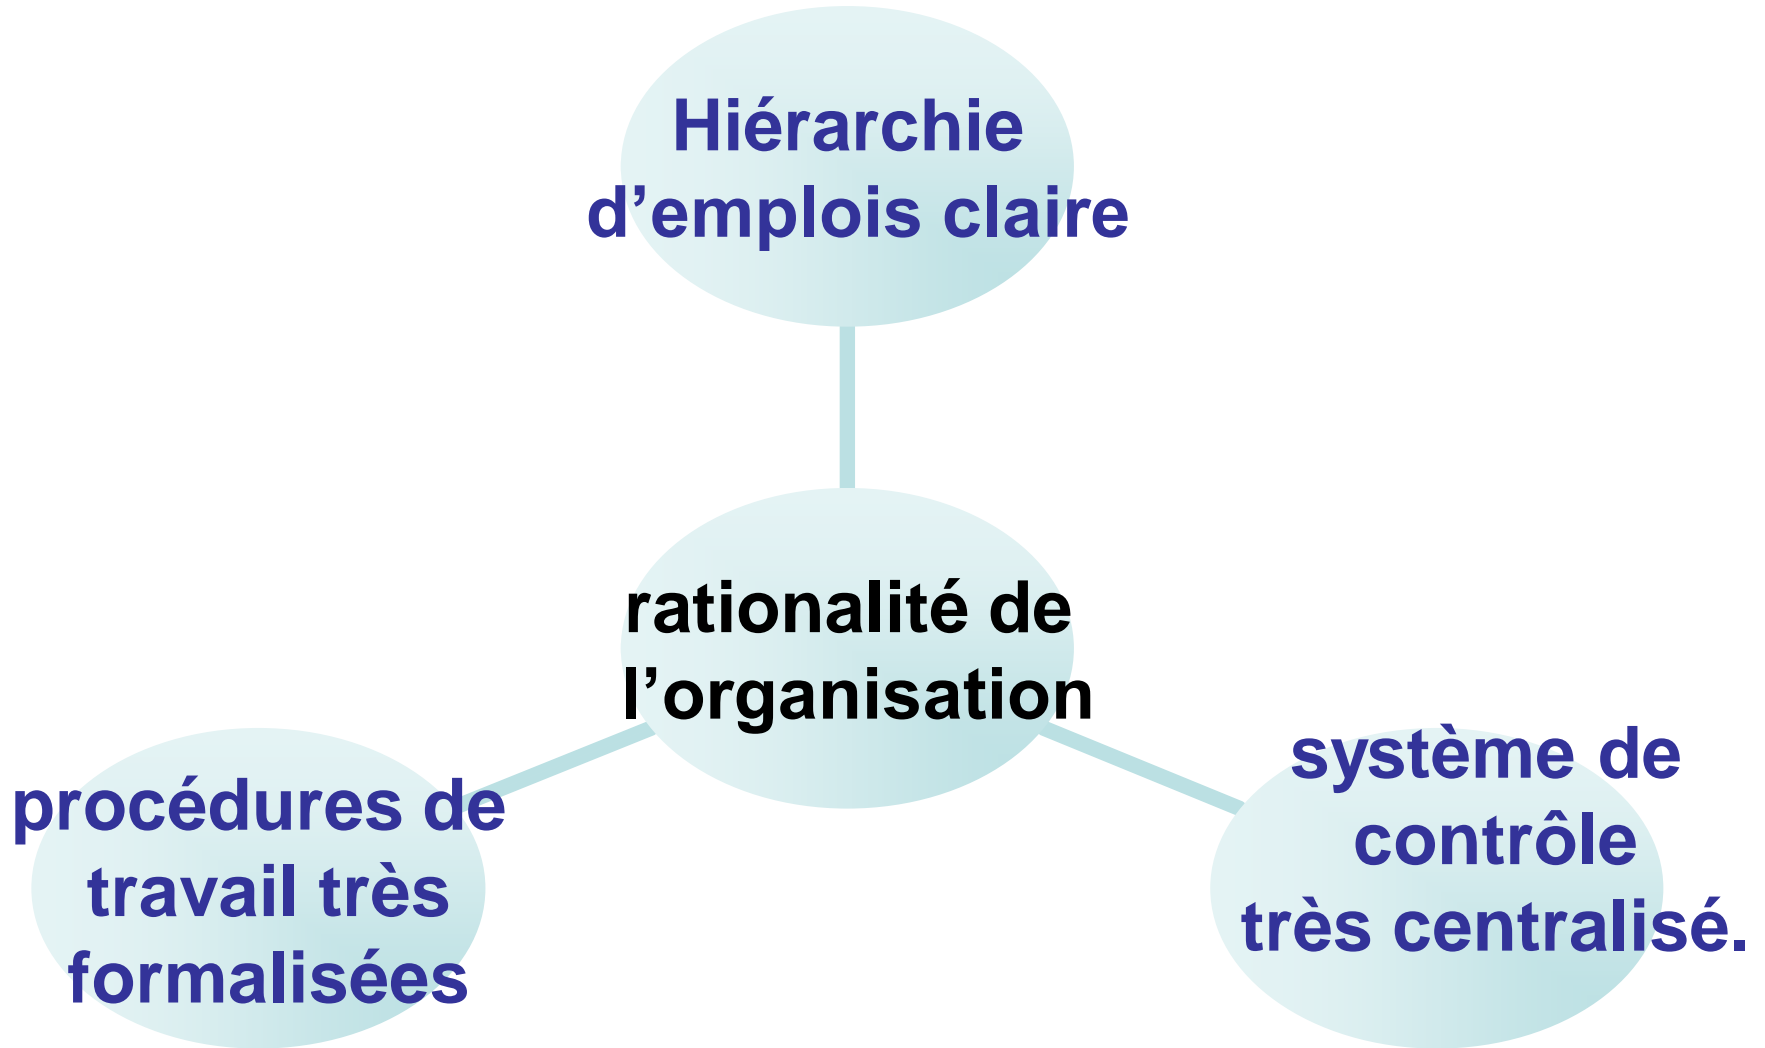 Hiérarchie
d’emplois claire
rationalité de
l’organisation
procédures de
travail très
formalisées
système de
contrôle
très centralisé.